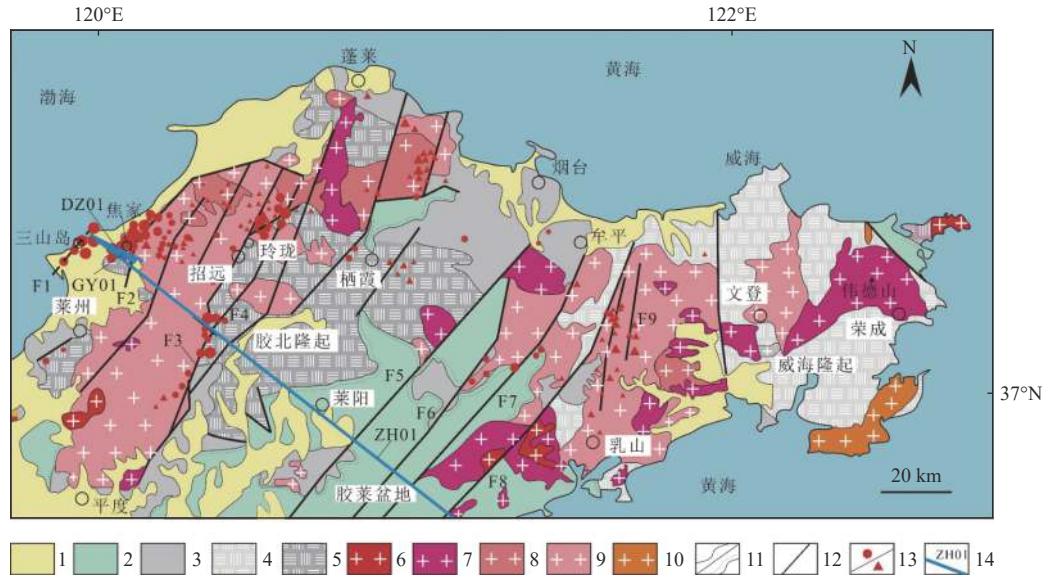 120°E
122°E
蓬莱
黄海
N
渤海
烟台
威海
DZ01
焦家
三山岛
牟平
玲珑
招远
栖霞
F1
GY01
F2
莱州
文登
伟德山
荣成
F4
F9
F3
胶北隆起
威海隆起
F5
莱阳
F6
F7
37°N
ZH01
乳山
20 km
胶莱盆地
F8
平度
黄海
1 2 3 4 5 6 7 8 9 10 11 12 13 ZH01 14